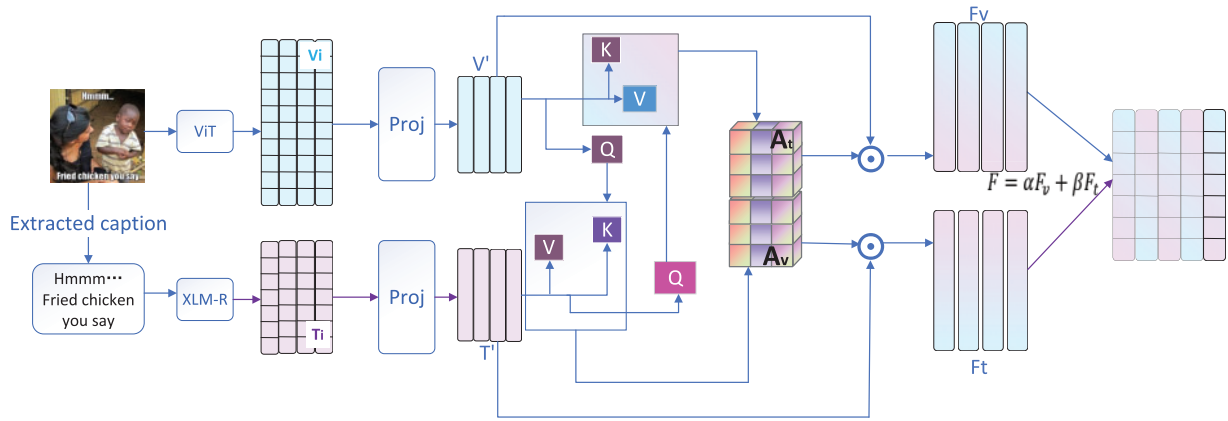 Hmmm...
Fried chicken you say...
ViT
Extracted caption
Hmmm⋯
Fried chicken
you say
XLM-R
Vi
Ti
Proj
Proj
V'
T'
K
V
Q
V
K
Q
At
Av
Fv
F = αFv + βFt
Ft